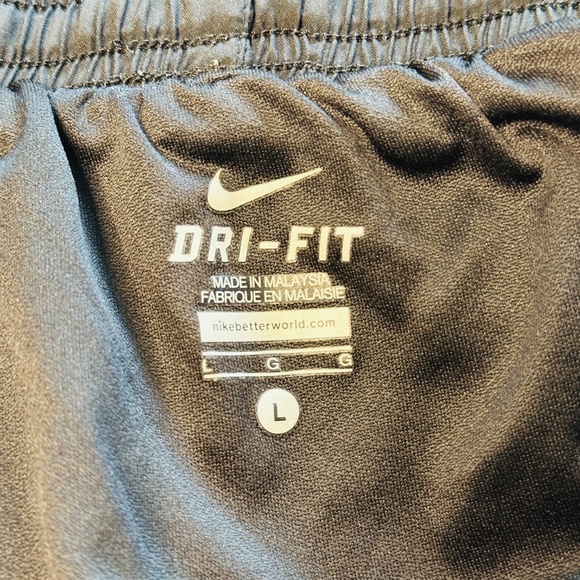 DRI-FIT
MADE IN MALAYSIA
FABRIQUE EN MALAISIE
nikebetterworld.com
L G G
L